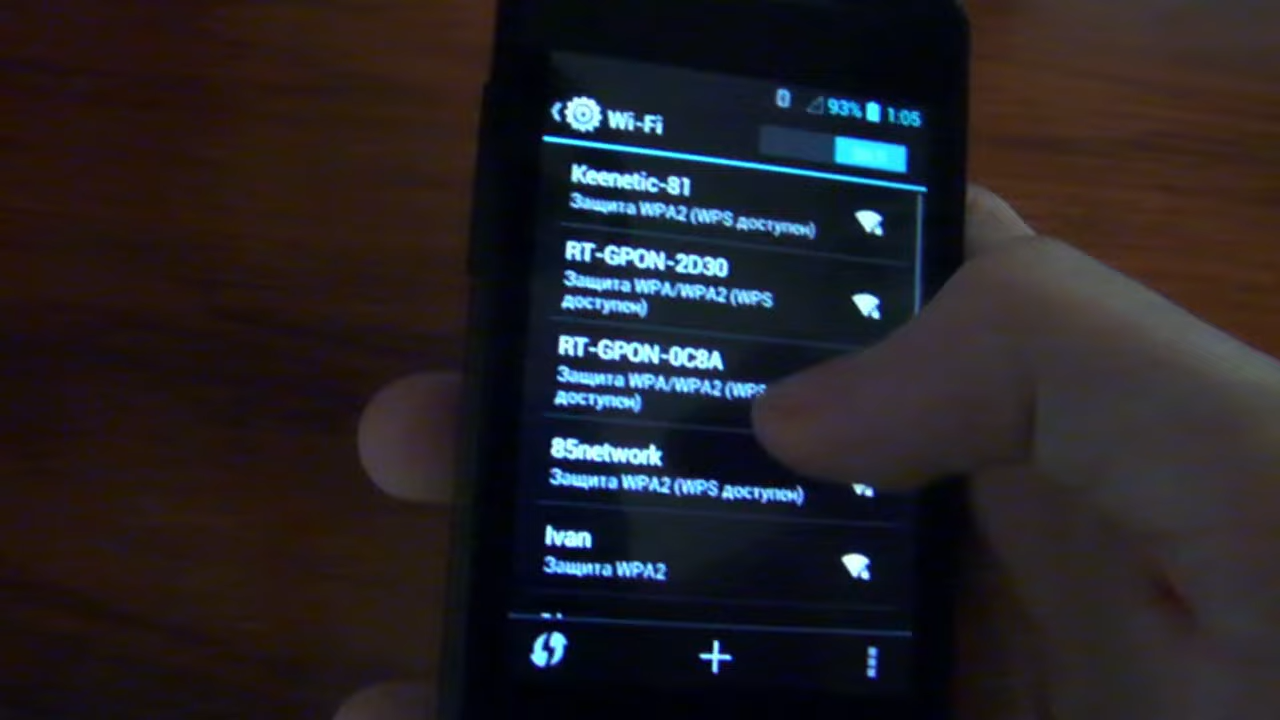 93% 1:05
Wi-Fi
Keenetic-81
Защита WPA2 (WPS доступен)
RT-GPON-2D30
Защита WPA/WPA2 (WPS
доступен)
RT-GPON-0C8A
Защита WPA/WPA2 (WPS
доступен)
85network
Защита WPA2 (WPS доступен)
Ivan
Защита WPA2